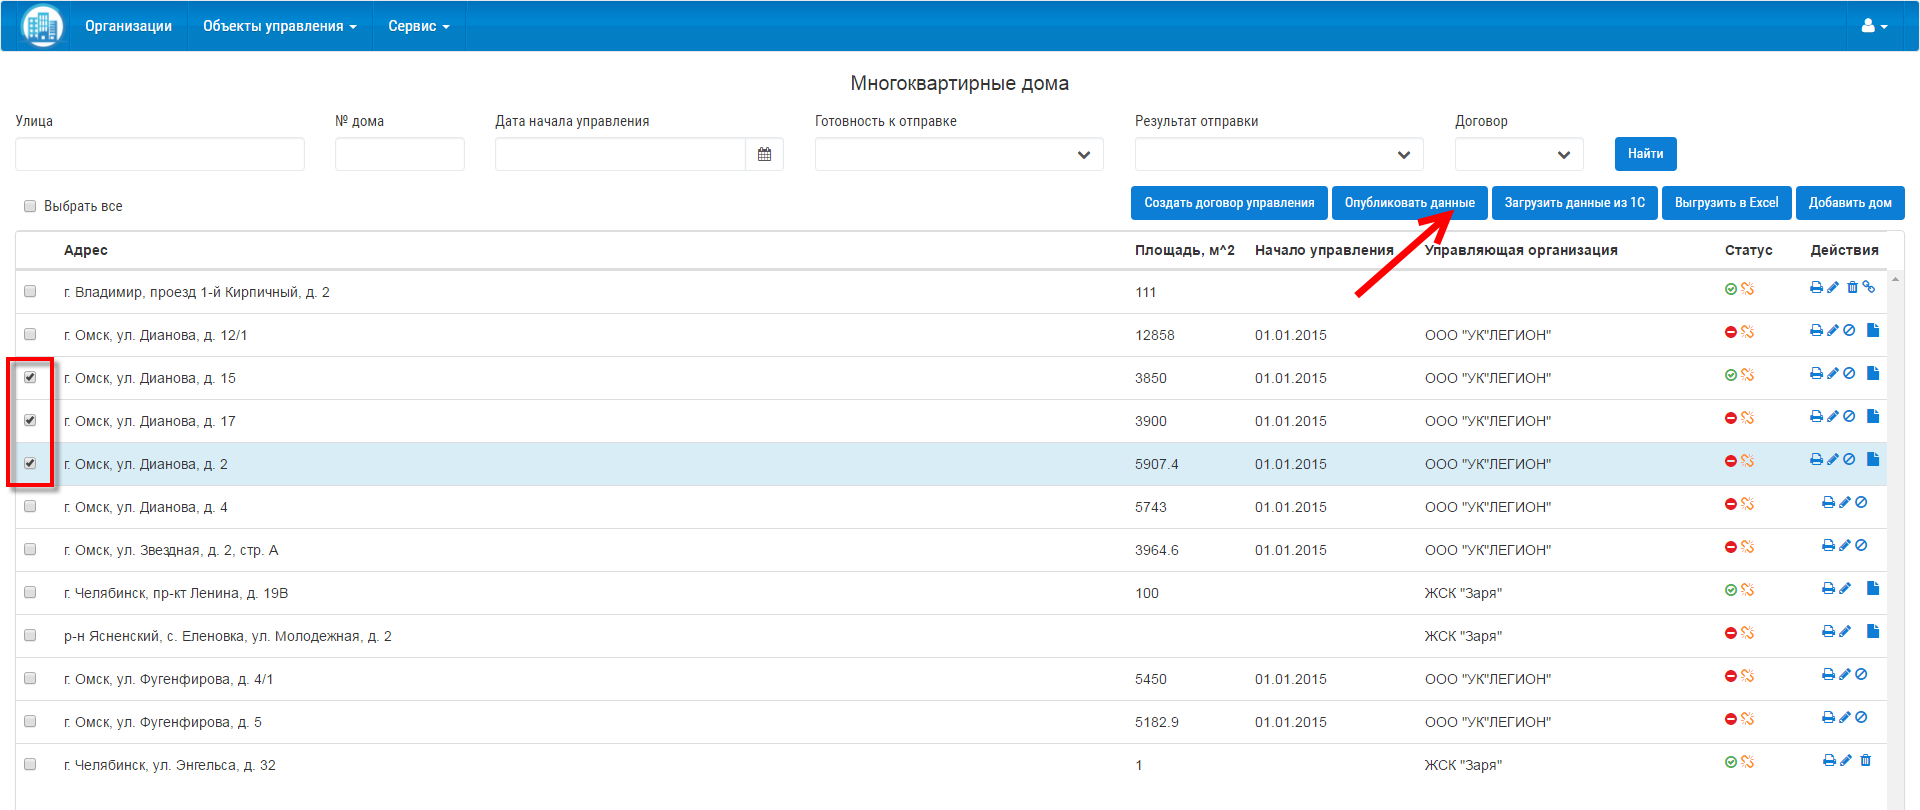 Организации Объекты управления Сервис
Многоквартирные дома
Улица № дома Дата начала управления Готовность к отправке Результат отправки Договор
Найти
Выбрать все Создать договор управления Опубликовать данные Загрузить данные из 1С Выгрузить в Excel Добавить дом
Адрес Площадь, м^2 Начало управления Управляющая организация Статус Действия
г. Владимир, проезд 1-й Кирпичный, д. 2 111
г. Омск, ул. Дианова, д. 12/1 12858 01.01.2015 ООО "УК"ЛЕГИОН"
г. Омск, ул. Дианова, д. 15 3850 01.01.2015 ООО "УК"ЛЕГИОН"
г. Омск, ул. Дианова, д. 17 3900 01.01.2015 ООО "УК"ЛЕГИОН"
г. Омск, ул. Дианова, д. 2 5907.4 01.01.2015 ООО "УК"ЛЕГИОН"
г. Омск, ул. Дианова, д. 4 5743 01.01.2015 ООО "УК"ЛЕГИОН"
г. Омск, ул. Звездная, д. 2, стр. А 3964.6 01.01.2015 ООО "УК"ЛЕГИОН"
г. Челябинск, пр-кт Ленина, д. 19В 100 ЖСК "Заря"
р-н Ясненский, с. Еленовка, ул. Молодежная, д. 2 ЖСК "Заря"
г. Омск, ул. Фугенфирова, д. 4/1 5450 01.01.2015 ООО "УК"ЛЕГИОН"
г. Омск, ул. Фугенфирова, д. 5 5182.9 01.01.2015 ООО "УК"ЛЕГИОН"
г. Челябинск, ул. Энгельса, д. 32 1 ЖСК "Заря"